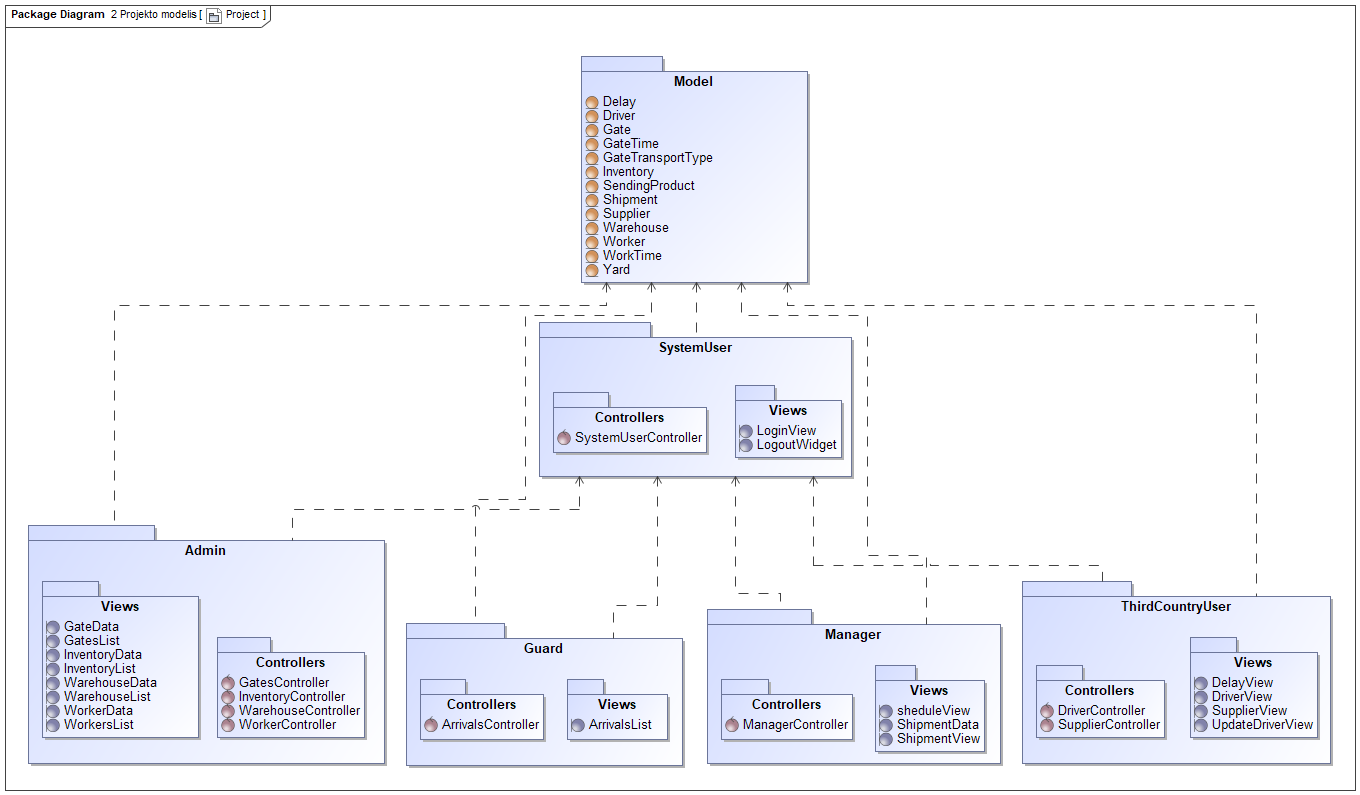 Package Diagram 2 Projekto modelis [ Project ]
Model
Delay
Driver
Gate
GateTime
GateTransportType
Inventory
SendingProduct
Shipment
Supplier
Warehouse
Worker
WorkTime
Yard
SystemUser
Controllers
SystemUserController
Views
LoginView
LogoutWidget
Admin
Views
GateData
GatesList
InventoryData
InventoryList
WarehouseData
WarehouseList
WorkerData
WorkersList
Controllers
GatesController
InventoryController
WarehouseController
WorkerController
Guard
Controllers
ArrivalsController
Views
ArrivalsList
Manager
Controllers
ManagerController
Views
sheduleView
ShipmentData
ShipmentView
ThirdCountryUser
Controllers
DriverController
SupplierController
Views
DelayView
DriverView
SupplierView
UpdateDriverView